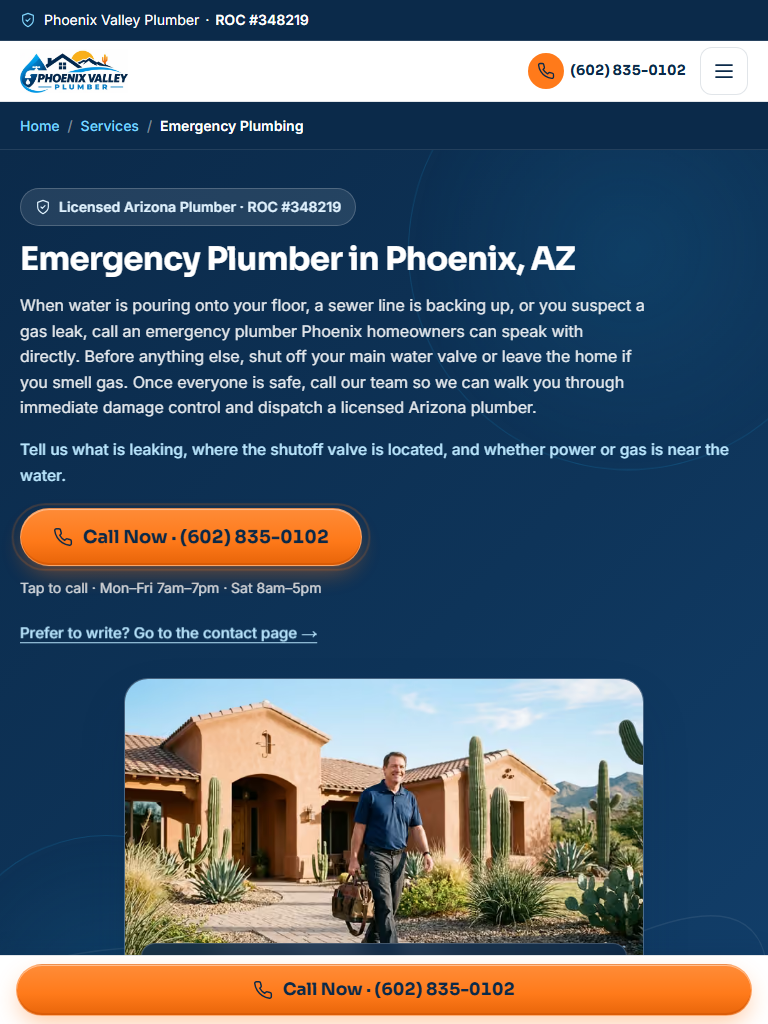 Phoenix Valley Plumber · ROC #348219
PHOENIX VALLEY
PLUMBER
(602) 835-0102
Home / Services / Emergency Plumbing
Licensed Arizona Plumber · ROC #348219
Emergency Plumber in Phoenix, AZ
When water is pouring onto your floor, a sewer line is backing up, or you suspect a
gas leak, call an emergency plumber Phoenix homeowners can speak with
directly. Before anything else, shut off your main water valve or leave the home if
you smell gas. Once everyone is safe, call our team so we can walk you through
immediate damage control and dispatch a licensed Arizona plumber.
Tell us what is leaking, where the shutoff valve is located, and whether power or gas is near the
water.
Call Now · (602) 835-0102
Tap to call · Mon–Fri 7am–7pm · Sat 8am–5pm
Prefer to write? Go to the contact page →
Call Now · (602) 835-0102